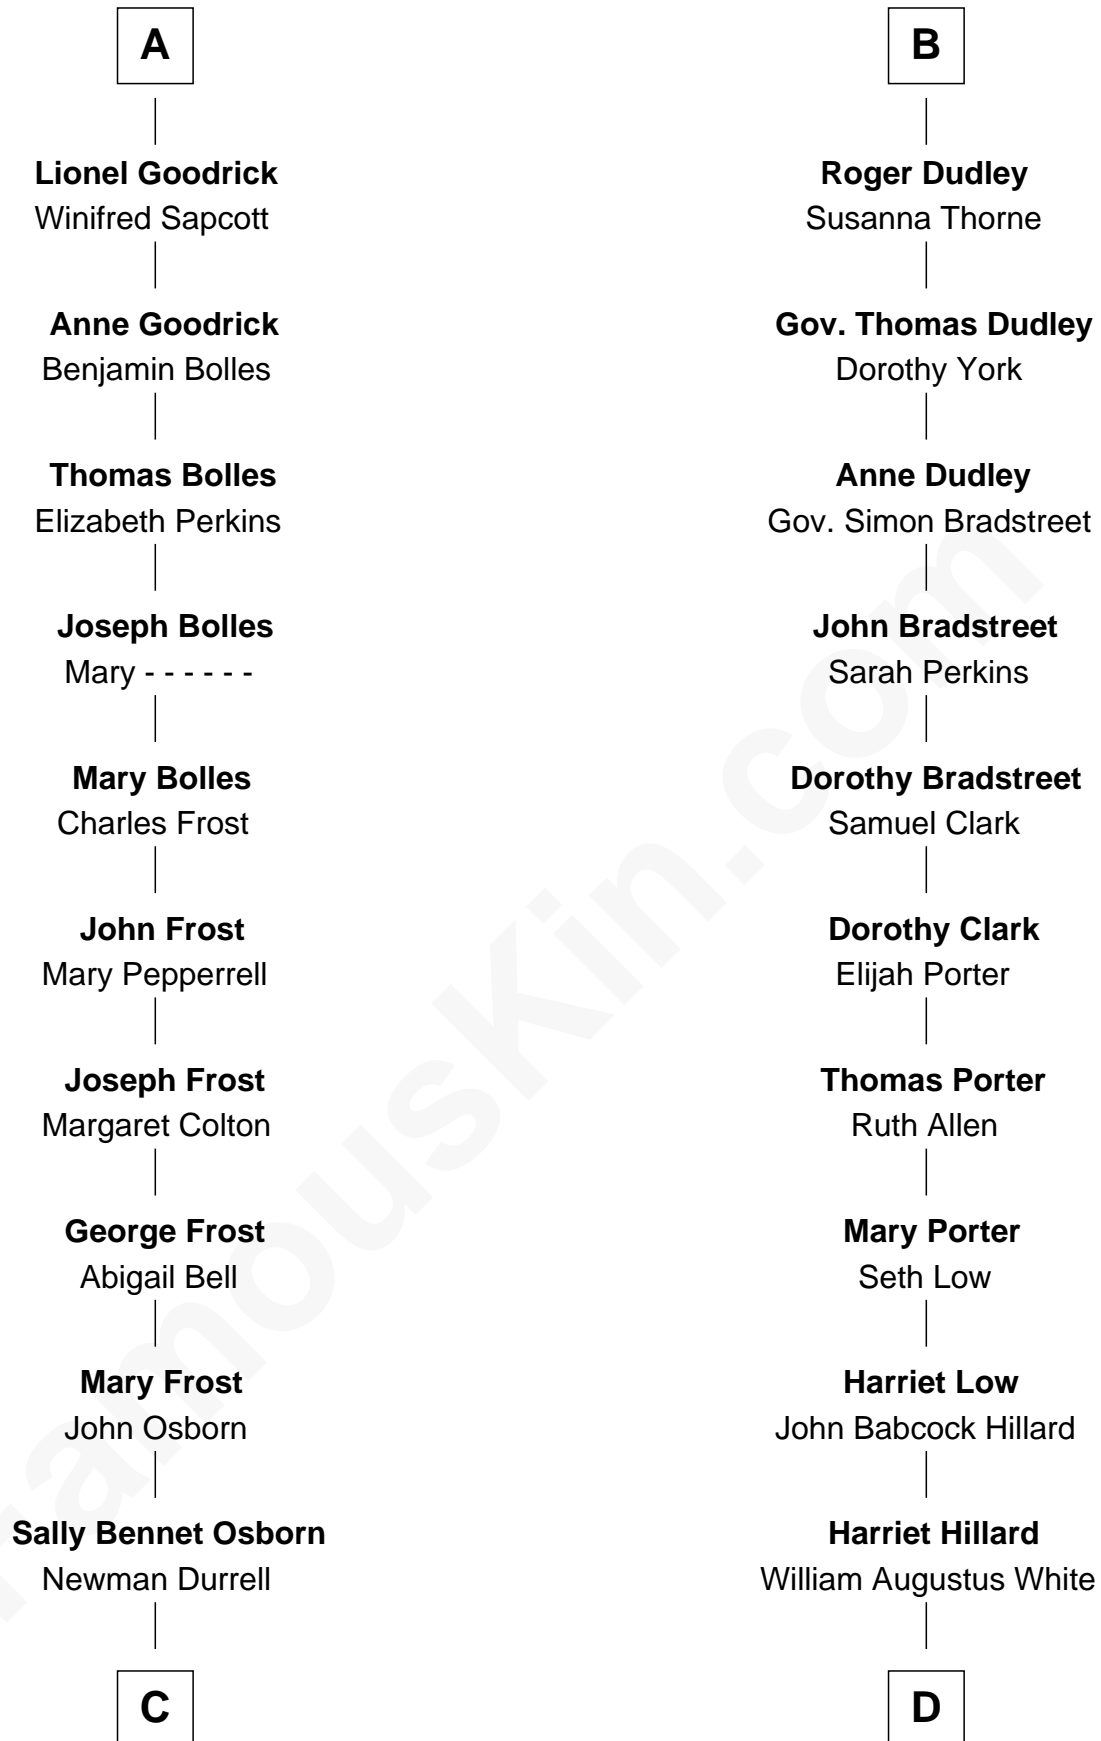 A
Lionel Goodrick
Winifred Sapcott
Anne Goodrick
Benjamin Bolles
Thomas Bolles
Elizabeth Perkins
Joseph Bolles
Mary - - - - - -
Mary Bolles
Charles Frost
John Frost
Mary Pepperrell
Joseph Frost
Margaret Colton
George Frost
Abigail Bell
Mary Frost
John Osborn
Sally Bennet Osborn
Newman Durrell
C
B
Roger Dudley
Susanna Thorne
Gov. Thomas Dudley
Dorothy York
Anne Dudley
Gov. Simon Bradstreet
John Bradstreet
Sarah Perkins
Dorothy Bradstreet
Samuel Clark
Dorothy Clark
Elijah Porter
Thomas Porter
Ruth Allen
Mary Porter
Seth Low
Harriet Low
John Babcock Hillard
Harriet Hillard
William Augustus White
D
FamousKin.com